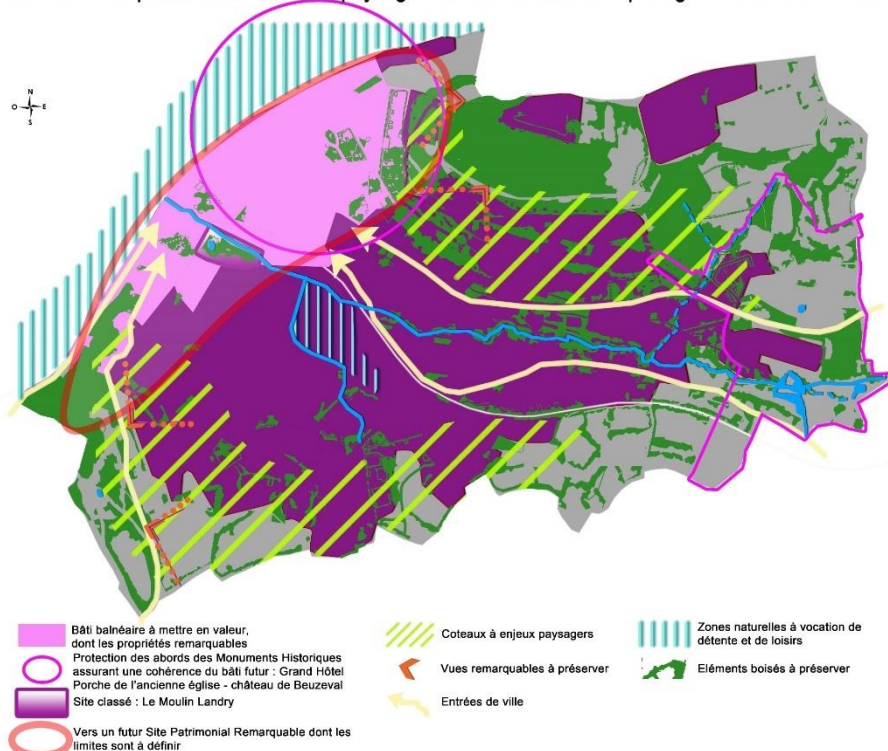 N
O E
S
Bâti balnéaire à mettre en valeur,
dont les propriétés remarquables
Protection des abords des Monuments Historiques
assurant une cohérence du bâti futur : Grand Hôtel
Porche de l'ancienne église - château de Beuzeval
Site classé : Le Moulin Landry
Vers un futur Site Patrimonial Remarquable dont les
limites sont à définir
Coteaux à enjeux paysagers
Vues remarquables à préserver
Entrées de ville
Zones naturelles à vocation de
détente et de loisirs
Eléments boisés à préserver